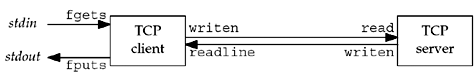 stdin fgets TCP client writen read TCP server
stdout fputs readline writen